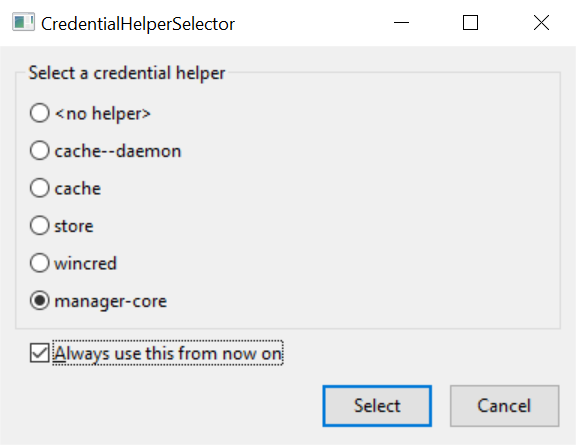 CredentialHelperSelector
Select a credential helper
<no helper>
cache--daemon
cache
store
wincred
manager-core
Always use this from now on
Select
Cancel